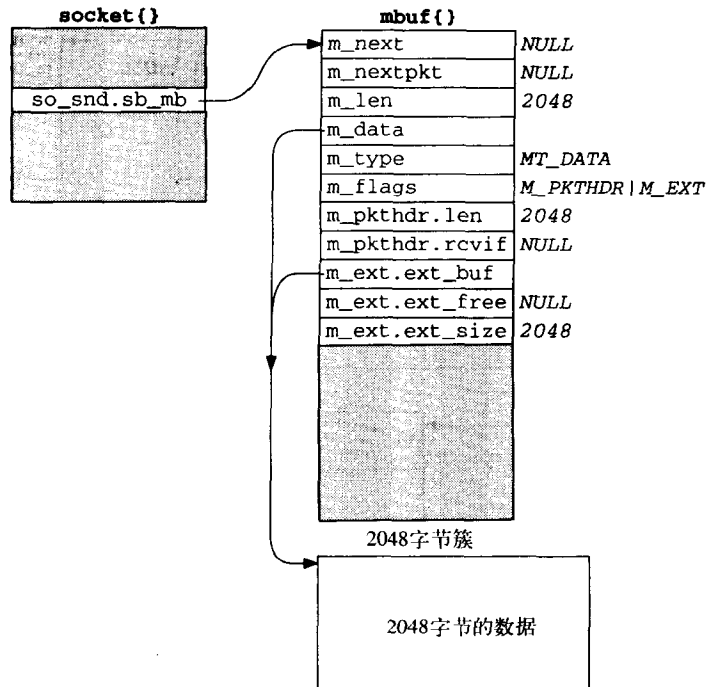 socket{}
so_snd.sb_mb
mbuf{}
m_next NULL
m_nextpkt NULL
m_len 2048
m_data
m_type MT_DATA
m_flags M_PKTHDR|M_EXT
m_pkthdr.len 2048
m_pkthdr.rcvif NULL
m_ext.ext_buf
m_ext.ext_free NULL
m_ext.ext_size 2048
2048字节簇
2048字节的数据